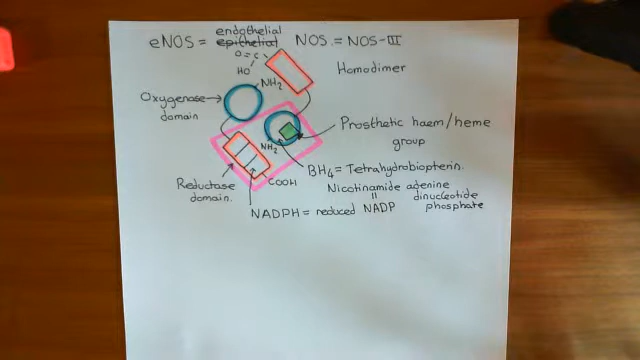 endothelial
eNOS = epithelial NOS = NOS-III
O = C
HO
NH2
Homodimer
Oxygenase
domain
Prosthetic haem/heme
group
NH2
BH4 = Tetrahydrobiopterin.
Reductase
domain.
COOH
Nicotinamide adenine
dinucleotide
phosphate
=
NADPH = reduced NADP